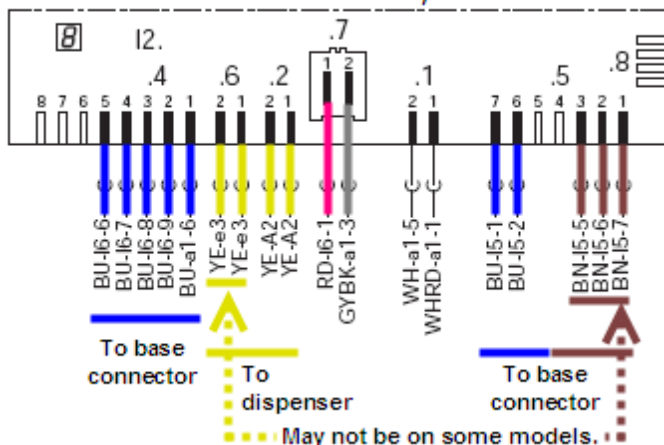 8 I2.
.4 .6 .2 .7 .1 .5 .8
8 7 6 5 4 3 2 1 2 1 2 1 1 2 2 1 7 6 5 4 3 2 1
BU-I6-6
BU-I6-7
BU-I6-8
BU-I6-9
BU-a1-6
YE-e3
YE-e3
YE-A2
YE-A2
RD-I6-1
GYBK-a1-3
WH-a1-5
WHRD-a1-1
BU-I5-1
BU-I5-2
BN-I5-5
BN-I5-6
BN-I5-7
To base
connector
To
dispenser
To base
connector
May not be on some models.